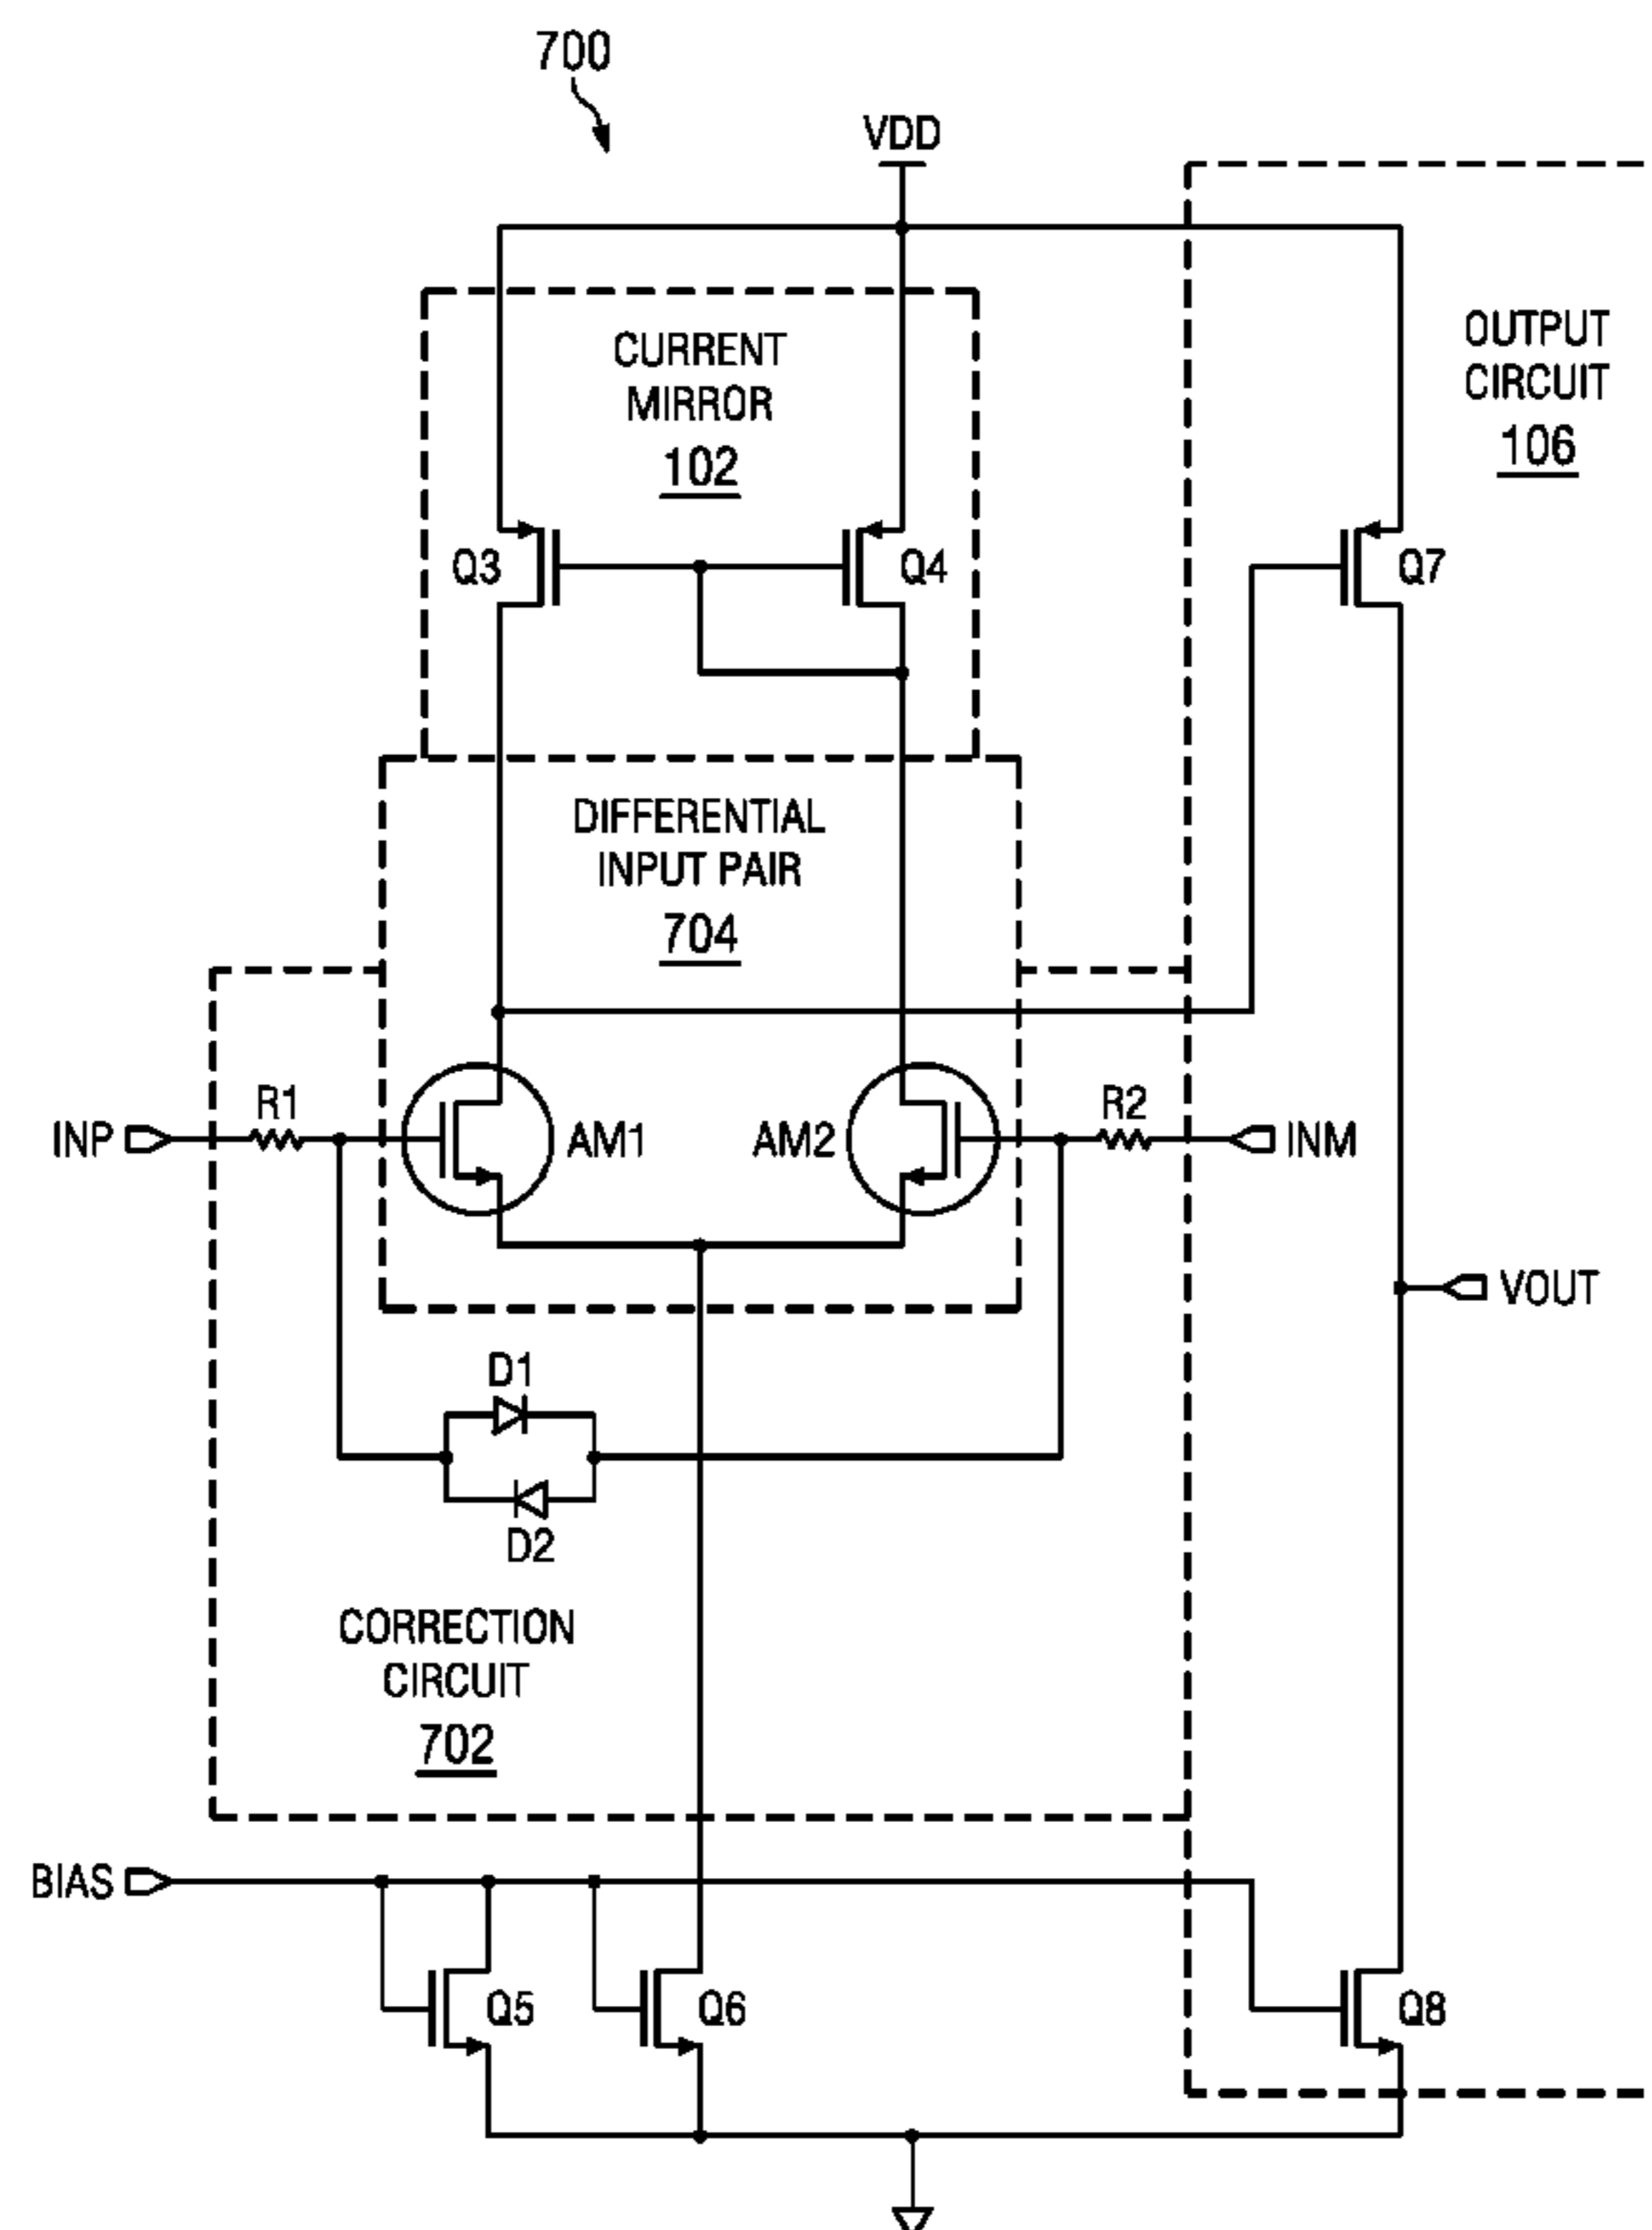 700
VDD
CURRENT
MIRROR
102
OUTPUT
CIRCUIT
106
Q3
Q4
Q7
DIFFERENTIAL
INPUT PAIR
704
INP
R1
AM1
AM2
R2
INM
VOUT
D1
D2
CORRECTION
CIRCUIT
702
BIAS
Q5
Q6
Q8